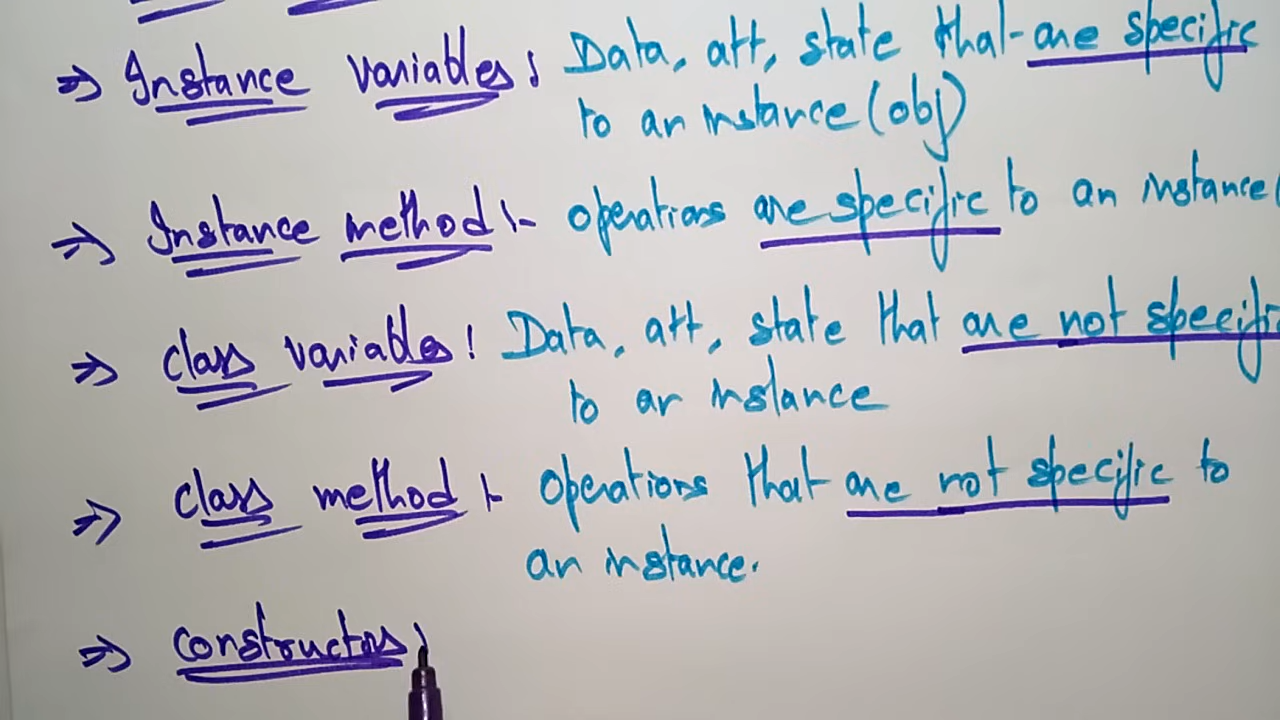 ⇒ Instance variables: Data, att, state that are specific
to an instance (obj)
⇒ Instance method :- operations are specific to an instance(
⇒ class variables: Data, att, state that are not specific
to an instance
⇒ class method :- operations that are not specific to
an instance.
⇒ constructors: